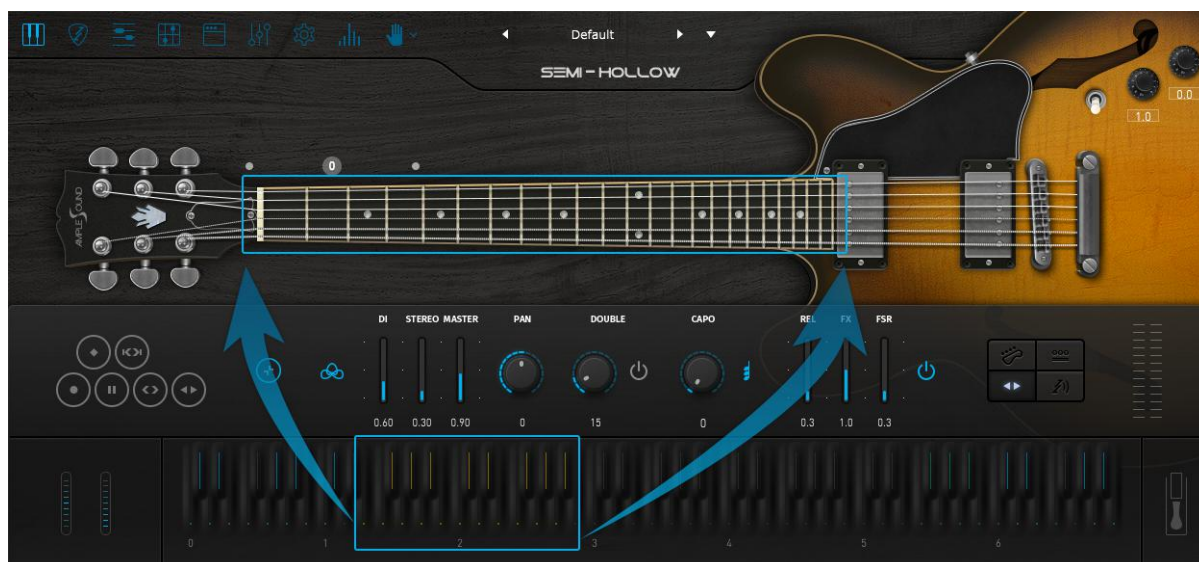 Default
SEMI-HOLLOW
0.0
1.0
0
AMPLE SOUND
DI STEREO MASTER PAN DOUBLE CAPO REL FX FSR
0.60 0.30 0.90 0 15 0 0.3 1.0 0.3
0 1 2 3 4 5 6